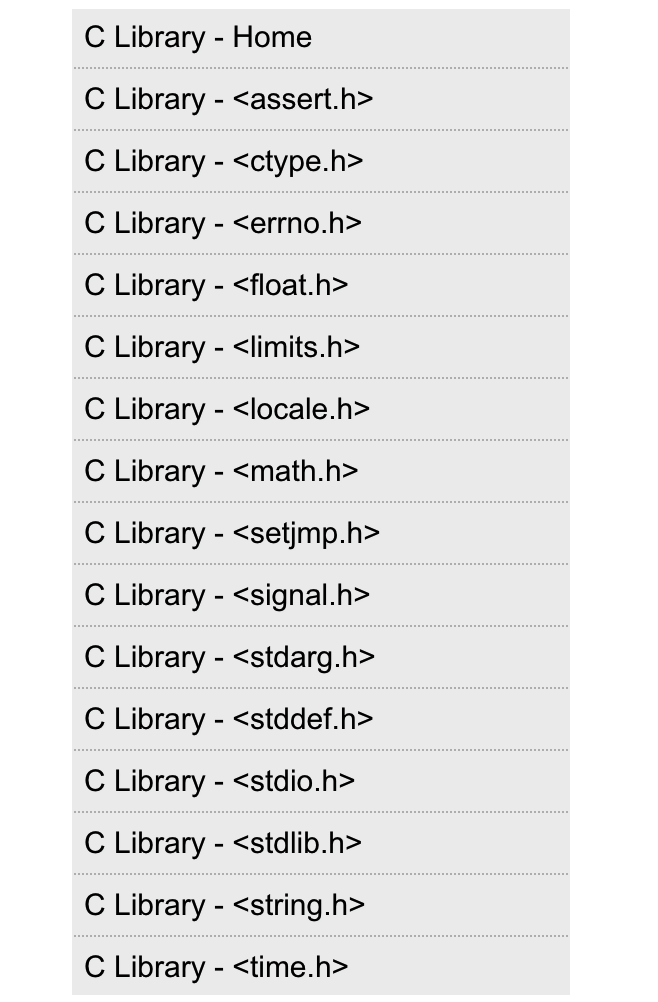 C Library - Home
C Library - <assert.h>
C Library - <ctype.h>
C Library - <errno.h>
C Library - <float.h>
C Library - <limits.h>
C Library - <locale.h>
C Library - <math.h>
C Library - <setjmp.h>
C Library - <signal.h>
C Library - <stdarg.h>
C Library - <stddef.h>
C Library - <stdio.h>
C Library - <stdlib.h>
C Library - <string.h>
C Library - <time.h>